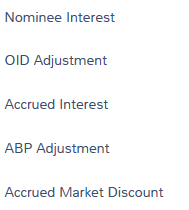 Nominee Interest
OID Adjustment
Accrued Interest
ABP Adjustment
Accrued Market Discount